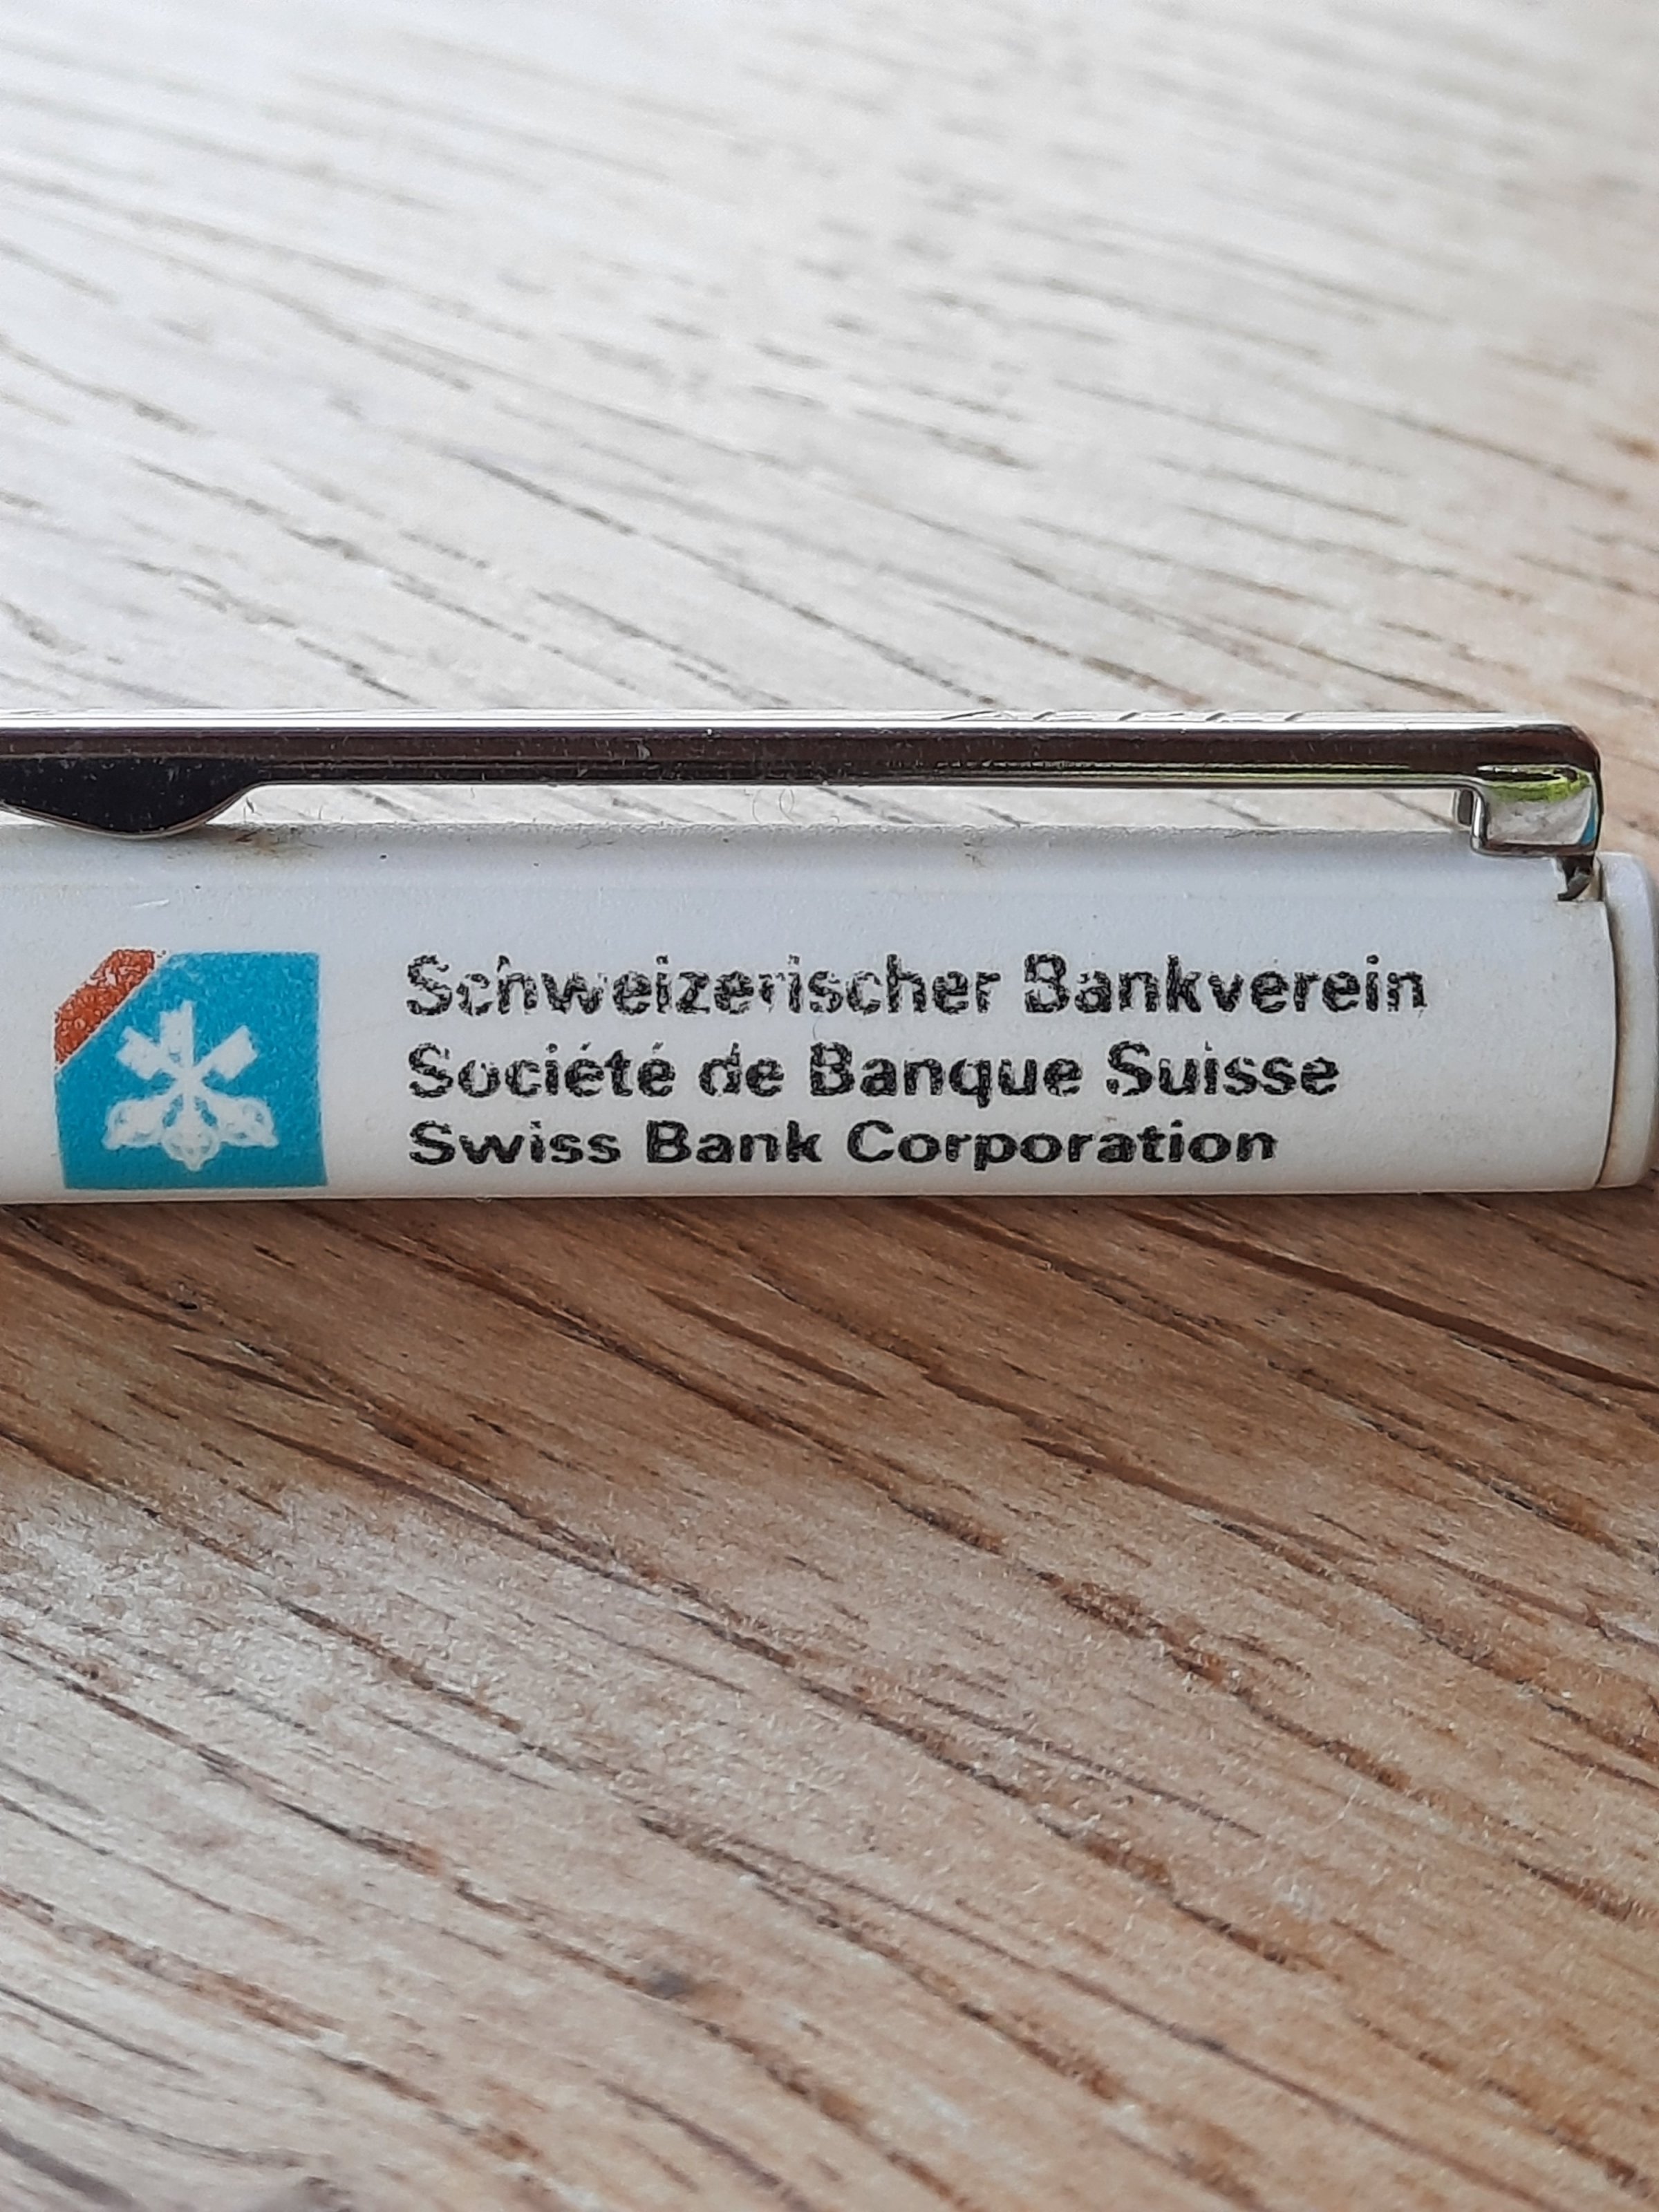 Schweizerischer Bankverein
Société de Banque Suisse
Swiss Bank Corporation